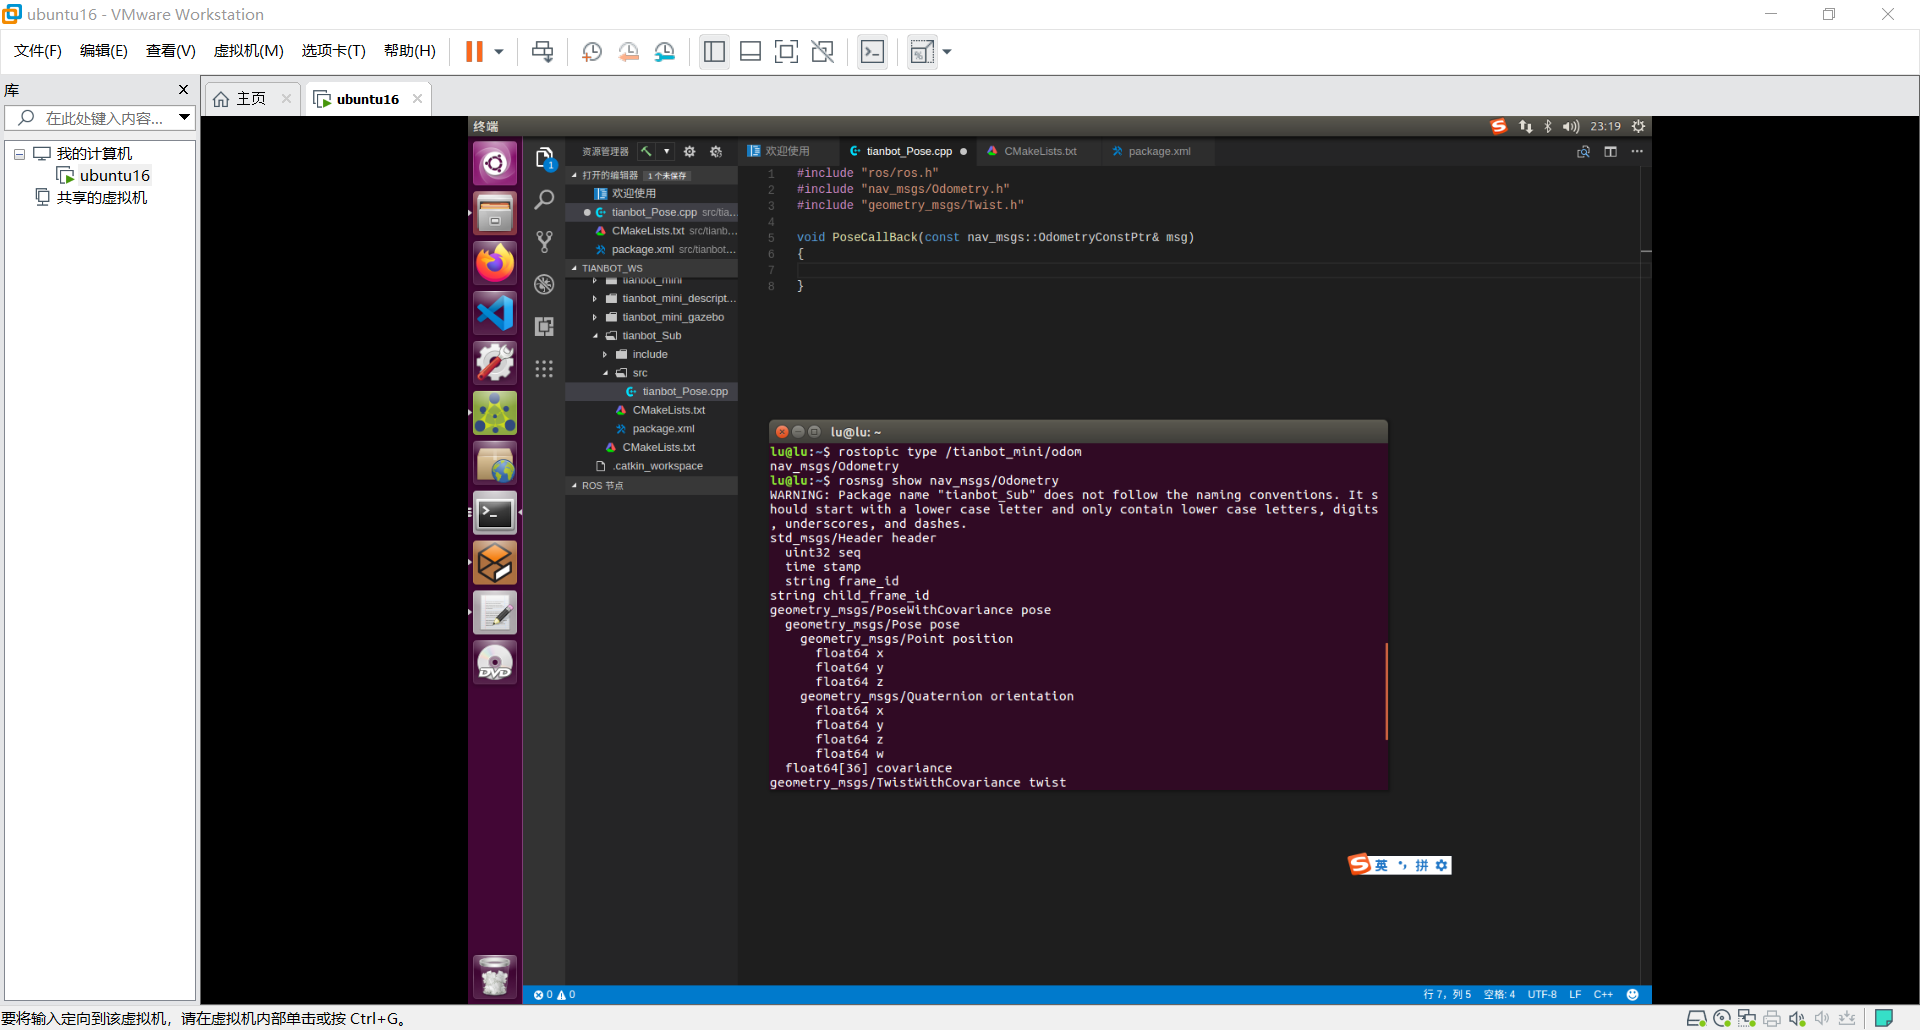 ubuntu16 - VMware Workstation
文件(F) 编辑(E) 查看(V) 虚拟机(M) 选项卡(T) 帮助(H)
库
在此处键入内容...
我的计算机
ubuntu16
共享的虚拟机
主页
ubuntu16
终端
23:19
资源管理器
打开的编辑器 1 个未保存
欢迎使用
tianbot_Pose.cpp src/tia...
CMakeLists.txt src/tianb...
package.xml src/tianbot...
TIANBOT_WS
tianbot_mini
tianbot_mini_descript...
tianbot_mini_gazebo
tianbot_Sub
include
src
tianbot_Pose.cpp
CMakeLists.txt
package.xml
CMakeLists.txt
.catkin_workspace
ROS 节点
欢迎使用 tianbot_Pose.cpp CMakeLists.txt package.xml
1 #include "ros/ros.h"
2 #include "nav_msgs/Odometry.h"
3 #include "geometry_msgs/Twist.h"
4
5 void PoseCallBack(const nav_msgs::OdometryConstPtr& msg)
6 {
7
8 }
lu@lu: ~
lu@lu:~$ rostopic type /tianbot_mini/odom
nav_msgs/Odometry
lu@lu:~$ rosmsg show nav_msgs/Odometry
WARNING: Package name "tianbot_Sub" does not follow the naming conventions. It s
hould start with a lower case letter and only contain lower case letters, digits
, underscores, and dashes.
std_msgs/Header header
uint32 seq
time stamp
string frame_id
string child_frame_id
geometry_msgs/PoseWithCovariance pose
geometry_msgs/Pose pose
geometry_msgs/Point position
float64 x
float64 y
float64 z
geometry_msgs/Quaternion orientation
float64 x
float64 y
float64 z
float64 w
float64[36] covariance
geometry_msgs/TwistWithCovariance twist
英 拼
0 0
行 7，列 5 空格: 4 UTF-8 LF C++
要将输入定向到该虚拟机，请在虚拟机内部单击或按 Ctrl+G。